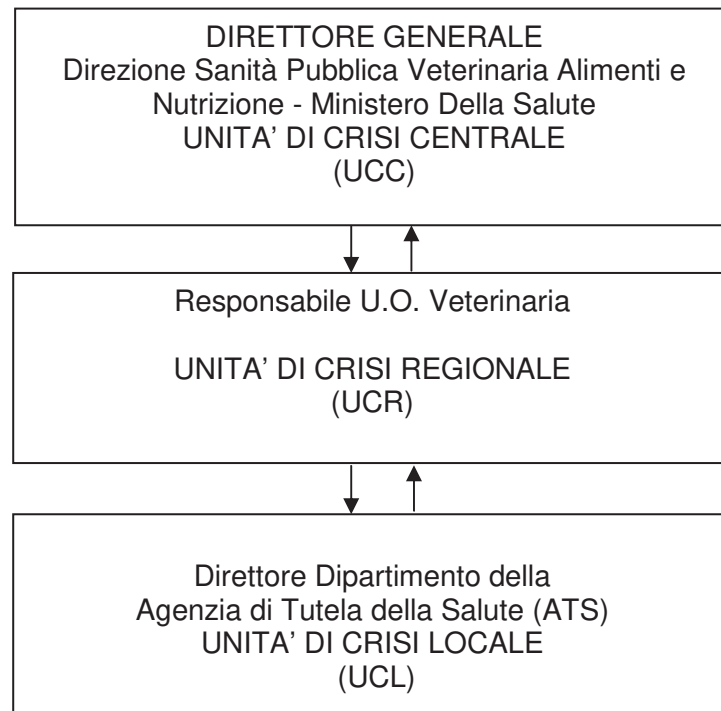 DIRETTORE GENERALE
Direzione Sanità Pubblica Veterinaria Alimenti e
Nutrizione - Ministero Della Salute
UNITA’ DI CRISI CENTRALE
(UCC)
Responsabile U.O. Veterinaria
UNITA’ DI CRISI REGIONALE
(UCR)
Direttore Dipartimento della
Agenzia di Tutela della Salute (ATS)
UNITA’ DI CRISI LOCALE
(UCL)